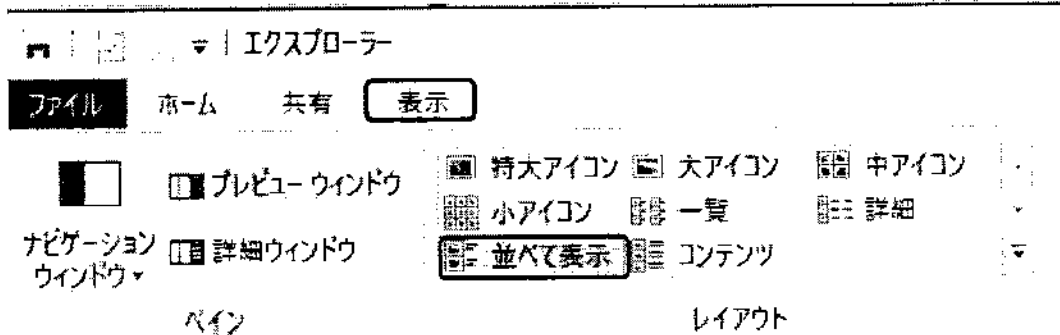 エクスプローラー
ファイル ホーム 共有 表示
特大アイコン 大アイコン 中アイコン
プレビュー ウィンドウ
小アイコン 一覧 詳細
ナビゲーション
ウィンドウ
詳細ウィンドウ
並べて表示 コンテンツ
ペイン レイアウト